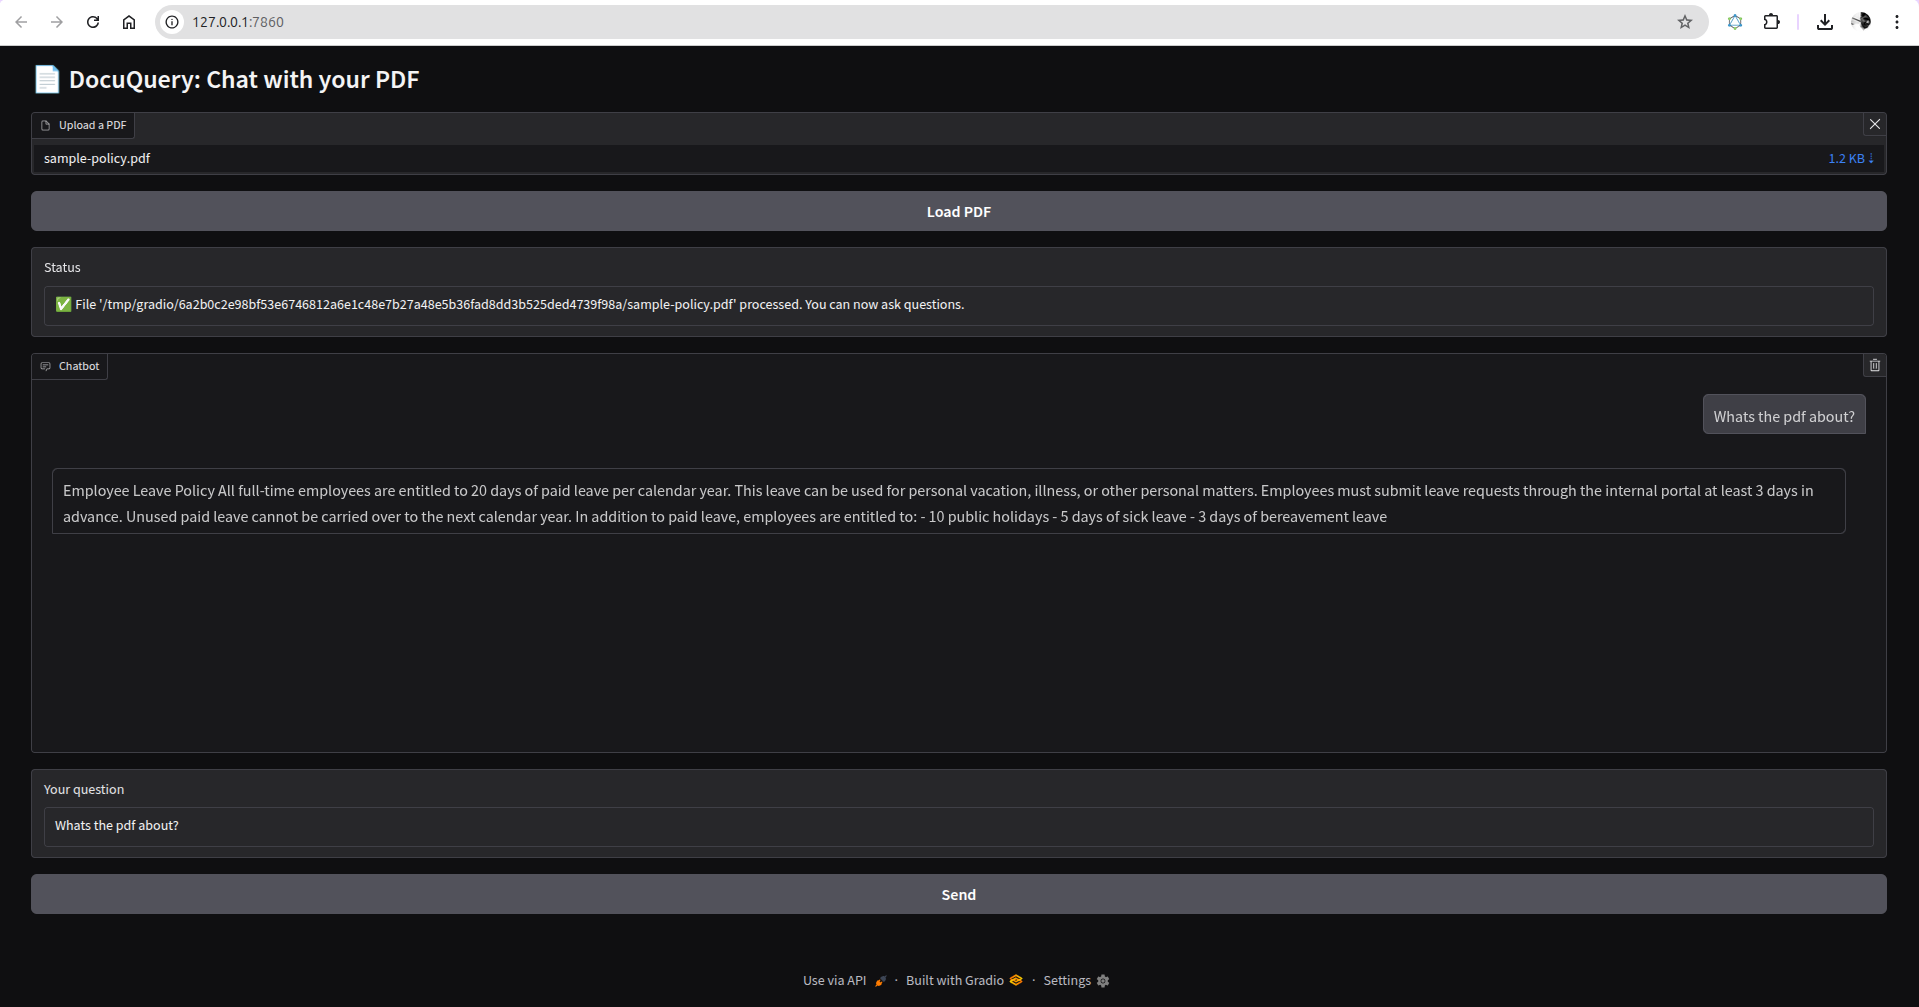 127.0.0.1:7860
📄 DocuQuery: Chat with your PDF
Upload a PDF
sample-policy.pdf
1.2 KB ↓
Load PDF
Status
✅ File '/tmp/gradio/6a2b0c2e98bf53e6746812a6e1c48e7b27a48e5b36fad8dd3b525ded4739f98a/sample-policy.pdf' processed. You can now ask questions.
Chatbot
Whats the pdf about?
Employee Leave Policy All full-time employees are entitled to 20 days of paid leave per calendar year. This leave can be used for personal vacation, illness, or other personal matters. Employees must submit leave requests through the internal portal at least 3 days in
advance. Unused paid leave cannot be carried over to the next calendar year. In addition to paid leave, employees are entitled to: - 10 public holidays - 5 days of sick leave - 3 days of bereavement leave
Your question
Whats the pdf about?
Send
Use via API · Built with Gradio · Settings